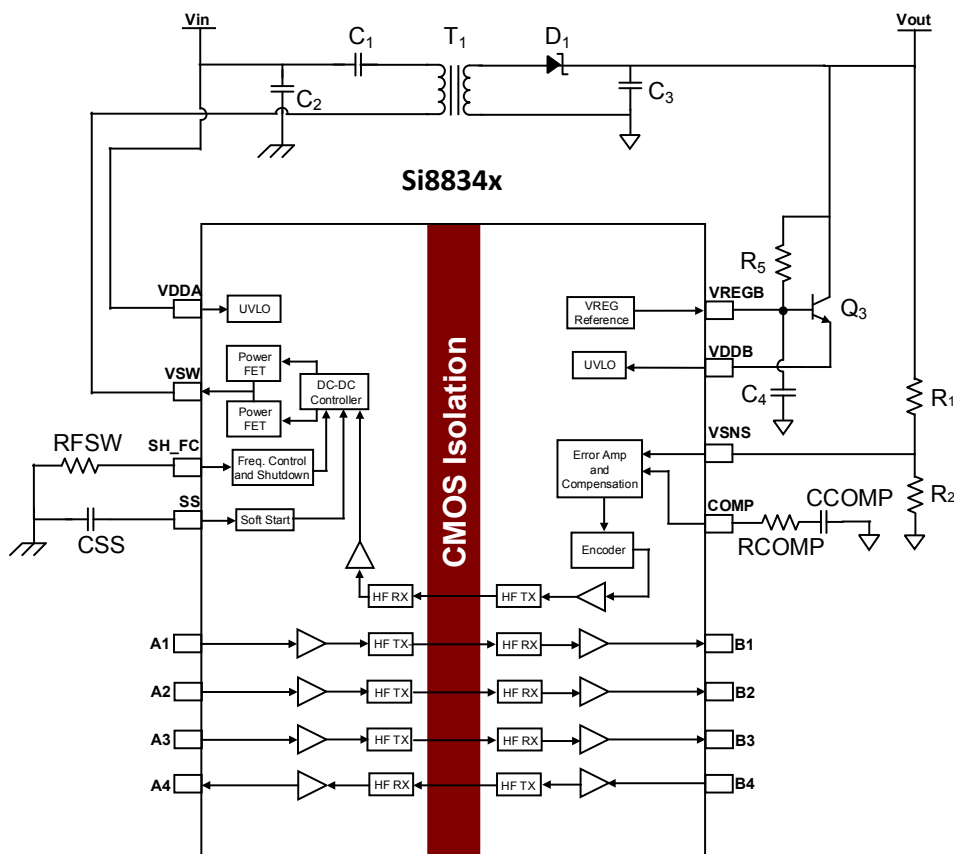 Vin
Vout
C1
T1
D1
C2
C3
Si8834x
R5
VREGB
Q3
VDDA
UVLO
VREG
Reference
VDDB
UVLO
VSW
Power
FET
DC-DC
Controller
Power
FET
C4
R1
RFSW
SH_FC
Freq. Control
and Shutdown
CMOS Isolation
Error Amp
and
Compensation
VSNS
SS
Soft Start
CSS
COMP
CCOMP
R2
RCOMP
Encoder
HF RX
HF TX
A1
HF TX
HF RX
B1
A2
HF TX
HF RX
B2
A3
HF TX
HF RX
B3
A4
HF RX
HF TX
B4